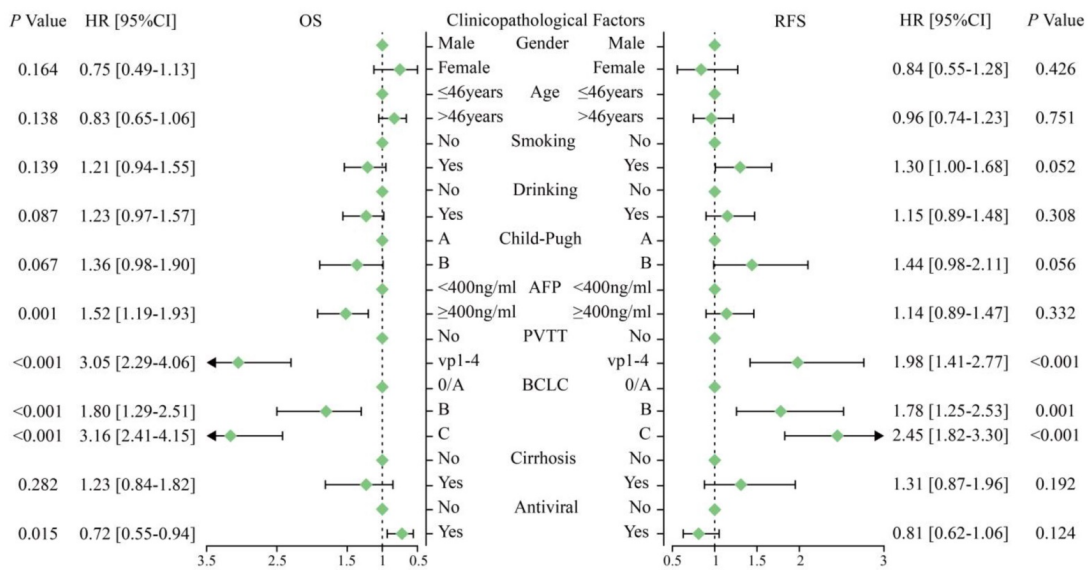 P Value HR [95%CI] OS Clinicopathological Factors RFS HR [95%CI] P Value
Male Gender Male
0.164 0.75 [0.49-1.13] Female Female 0.84 [0.55-1.28] 0.426
≤46years Age ≤46years
0.138 0.83 [0.65-1.06] >46years >46years 0.96 [0.74-1.23] 0.751
No Smoking No
0.139 1.21 [0.94-1.55] Yes Yes 1.30 [1.00-1.68] 0.052
No Drinking No
0.087 1.23 [0.97-1.57] Yes Yes 1.15 [0.89-1.48] 0.308
A Child-Pugh A
0.067 1.36 [0.98-1.90] B B 1.44 [0.98-2.11] 0.056
<400ng/ml AFP <400ng/ml
0.001 1.52 [1.19-1.93] ≥400ng/ml ≥400ng/ml 1.14 [0.89-1.47] 0.332
No PVTT No
<0.001 3.05 [2.29-4.06] vp1-4 vp1-4 1.98 [1.41-2.77] <0.001
0/A BCLC 0/A
<0.001 1.80 [1.29-2.51] B B 1.78 [1.25-2.53] 0.001
<0.001 3.16 [2.41-4.15] C C 2.45 [1.82-3.30] <0.001
No Cirrhosis No
0.282 1.23 [0.84-1.82] Yes Yes 1.31 [0.87-1.96] 0.192
No Antiviral No
0.015 0.72 [0.55-0.94] Yes Yes 0.81 [0.62-1.06] 0.124
3.5 2.5 1.5 1 0.5 0.5 1 1.5 2 3